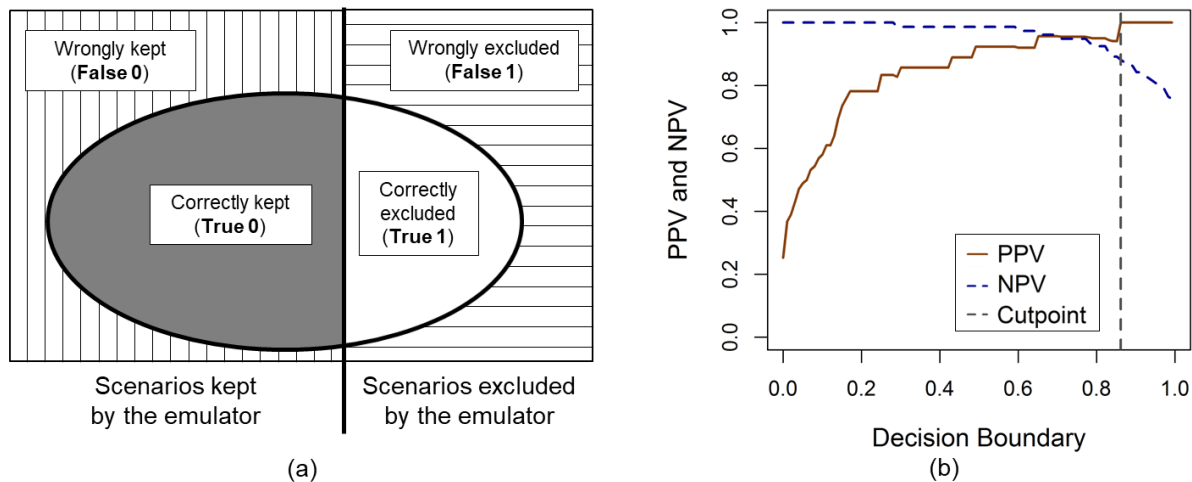 Wrongly kept
(False 0)
Wrongly excluded
(False 1)
Correctly kept
(True 0)
Correctly
excluded
(True 1)
Scenarios kept
by the emulator
Scenarios excluded
by the emulator
(a)
PPV and NPV
1.0
0.8
0.6
0.4
0.2
0.0
PPV
NPV
Cutpoint
0.0 0.2 0.4 0.6 0.8 1.0
Decision Boundary
(b)